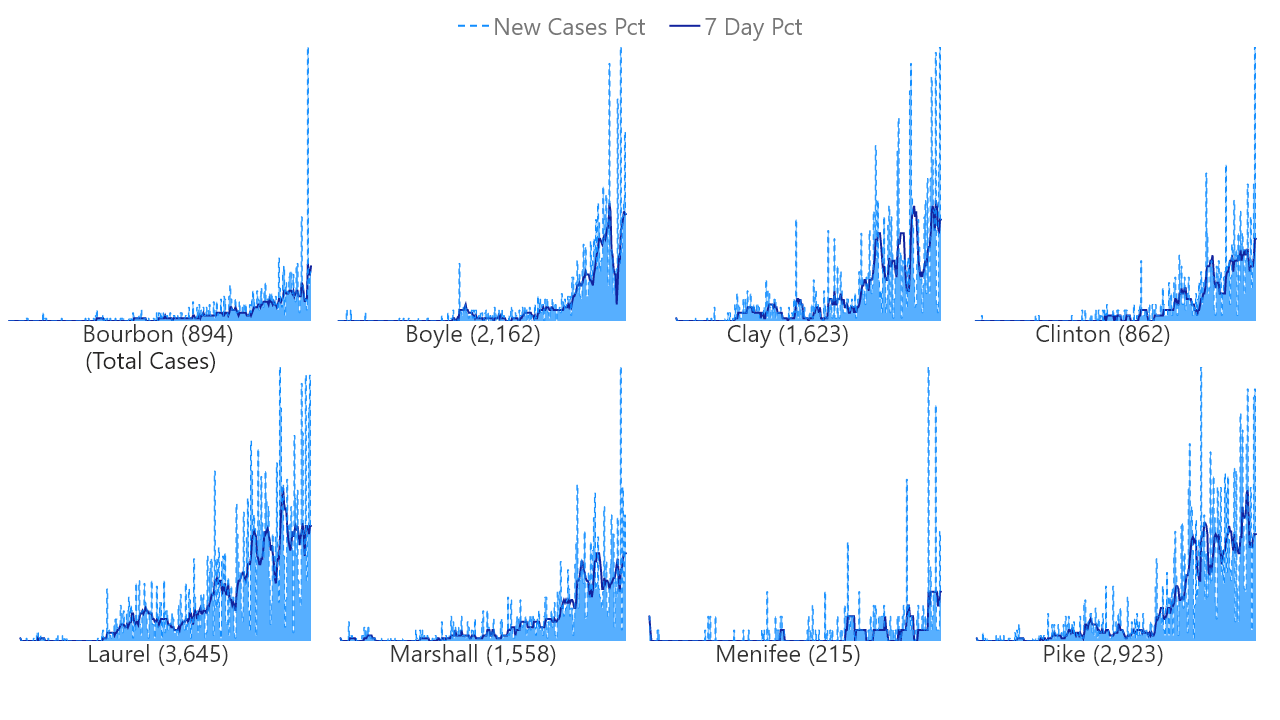 New Cases Pct 7 Day Pct
Bourbon (894) Boyle (2,162) Clay (1,623) Clinton (862)
(Total Cases)
Laurel (3,645) Marshall (1,558) Menifee (215) Pike (2,923)